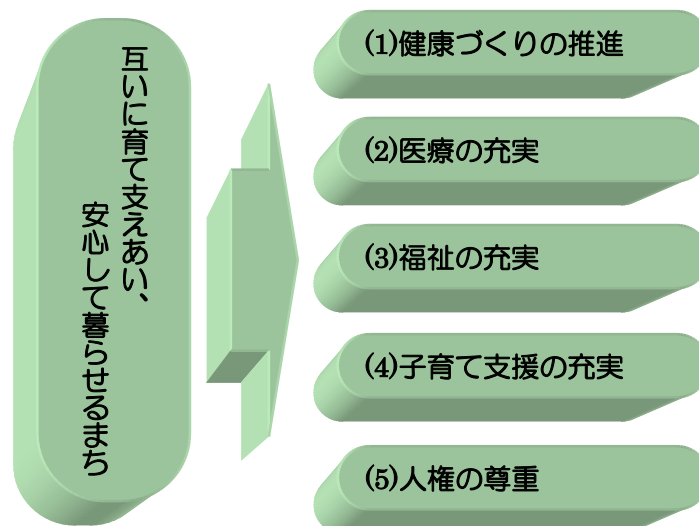 互いに育て支えあい、
安心して暮らせるまち
(1)健康づくりの推進
(2)医療の充実
(3)福祉の充実
(4)子育て支援の充実
(5)人権の尊重